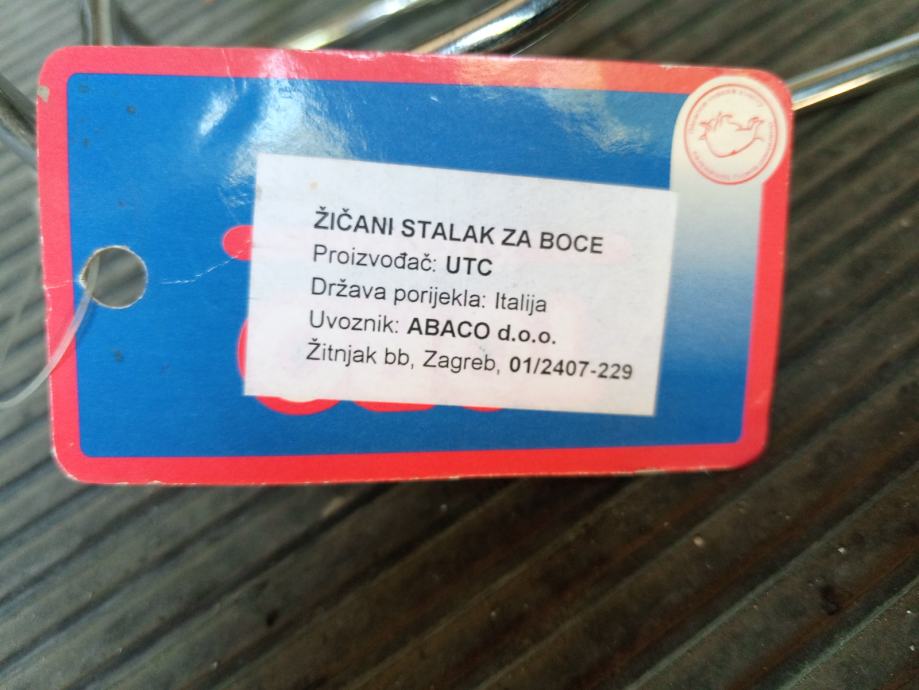 ŽIČANI STALAK ZA BOCE
Proizvođač: UTC
Država porijekla: Italija
Uvoznik: ABACO d.o.o.
Žitnjak bb, Zagreb, 01/2407-229